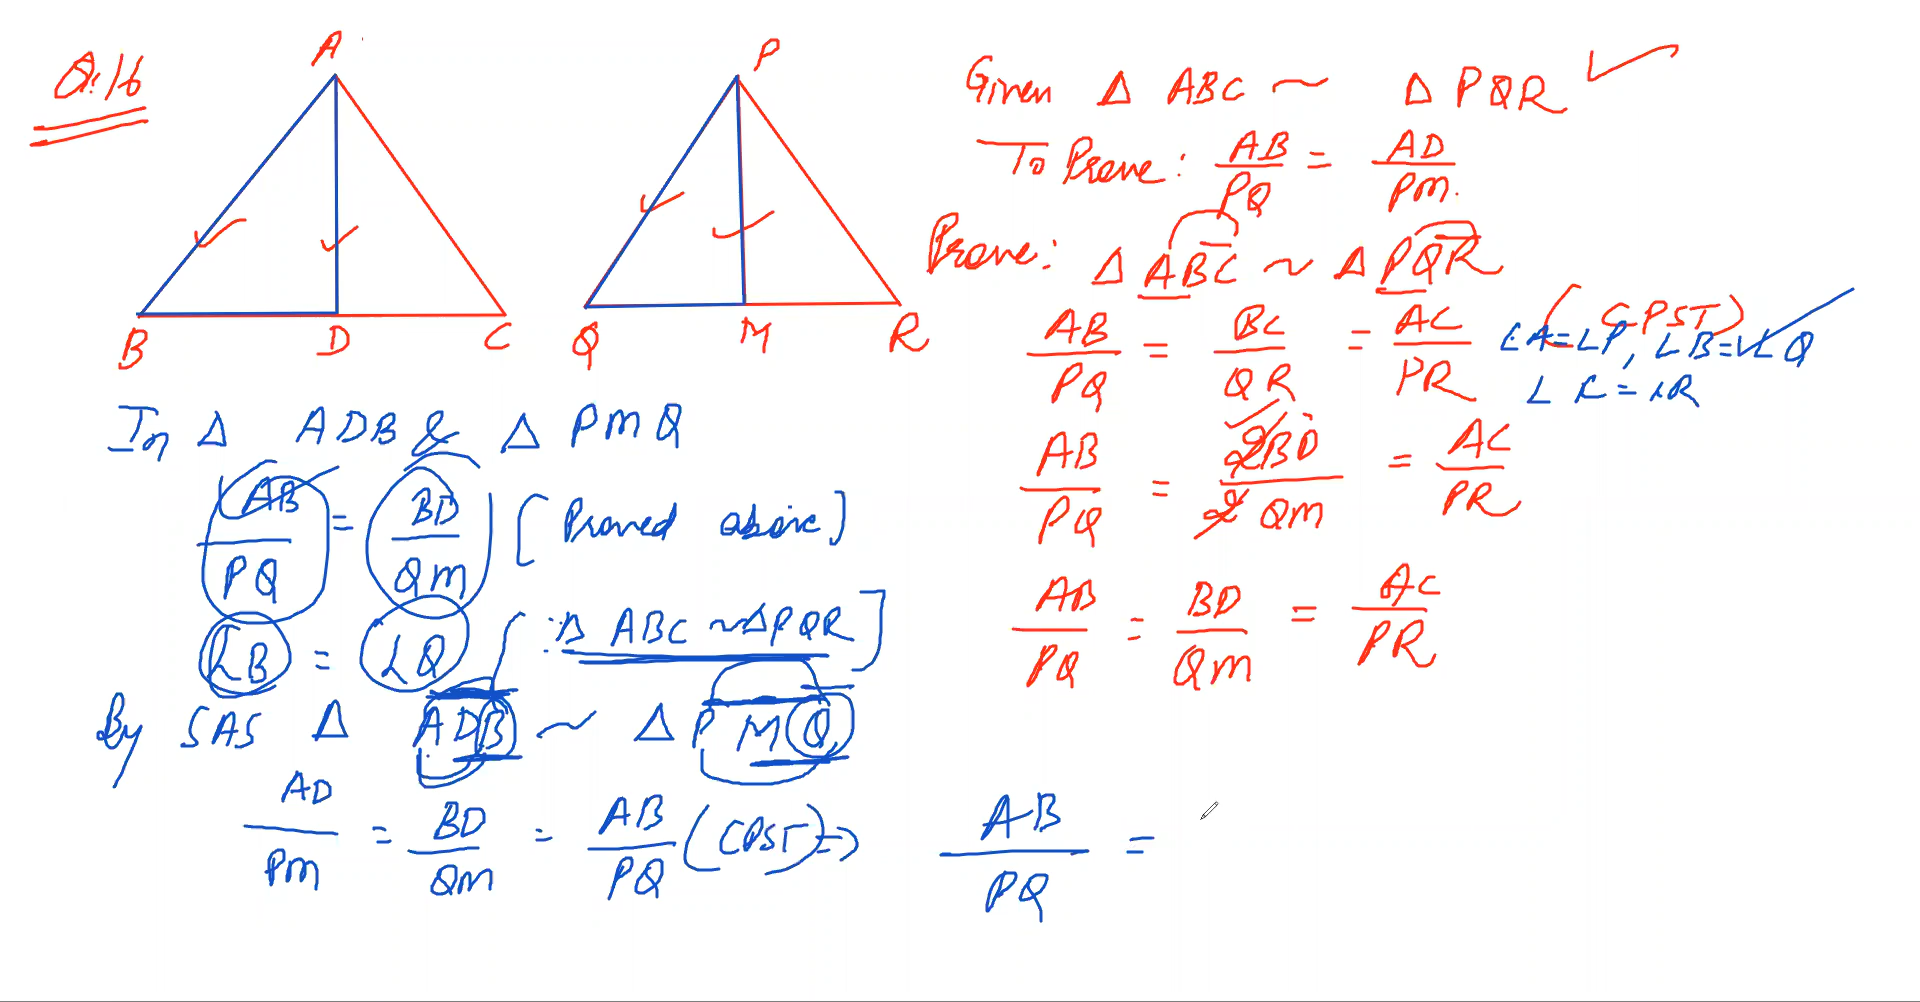 Q.16
A
B D C
P
Q M R
Given Δ ABC ~ Δ PQR
To Prove: AB/PQ = AD/PM.
Prove: Δ ABC ~ Δ PQR
AB/PQ = BC/QR = AC/PR (CPST)
∠A=∠P, ∠B=∠Q
∠C=∠R
AB/PQ = 2BD/2QM = AC/PR
AB/PQ = BD/QM = AC/PR
In Δ ADB & Δ PMQ
AB/PQ = BD/QM [Proved above]
∠B = ∠Q [∵ Δ ABC ~ Δ PQR]
By SAS Δ ADB ~ Δ PMQ
AD/PM = BD/QM = AB/PQ (CPST) ⇒ AB/PQ =